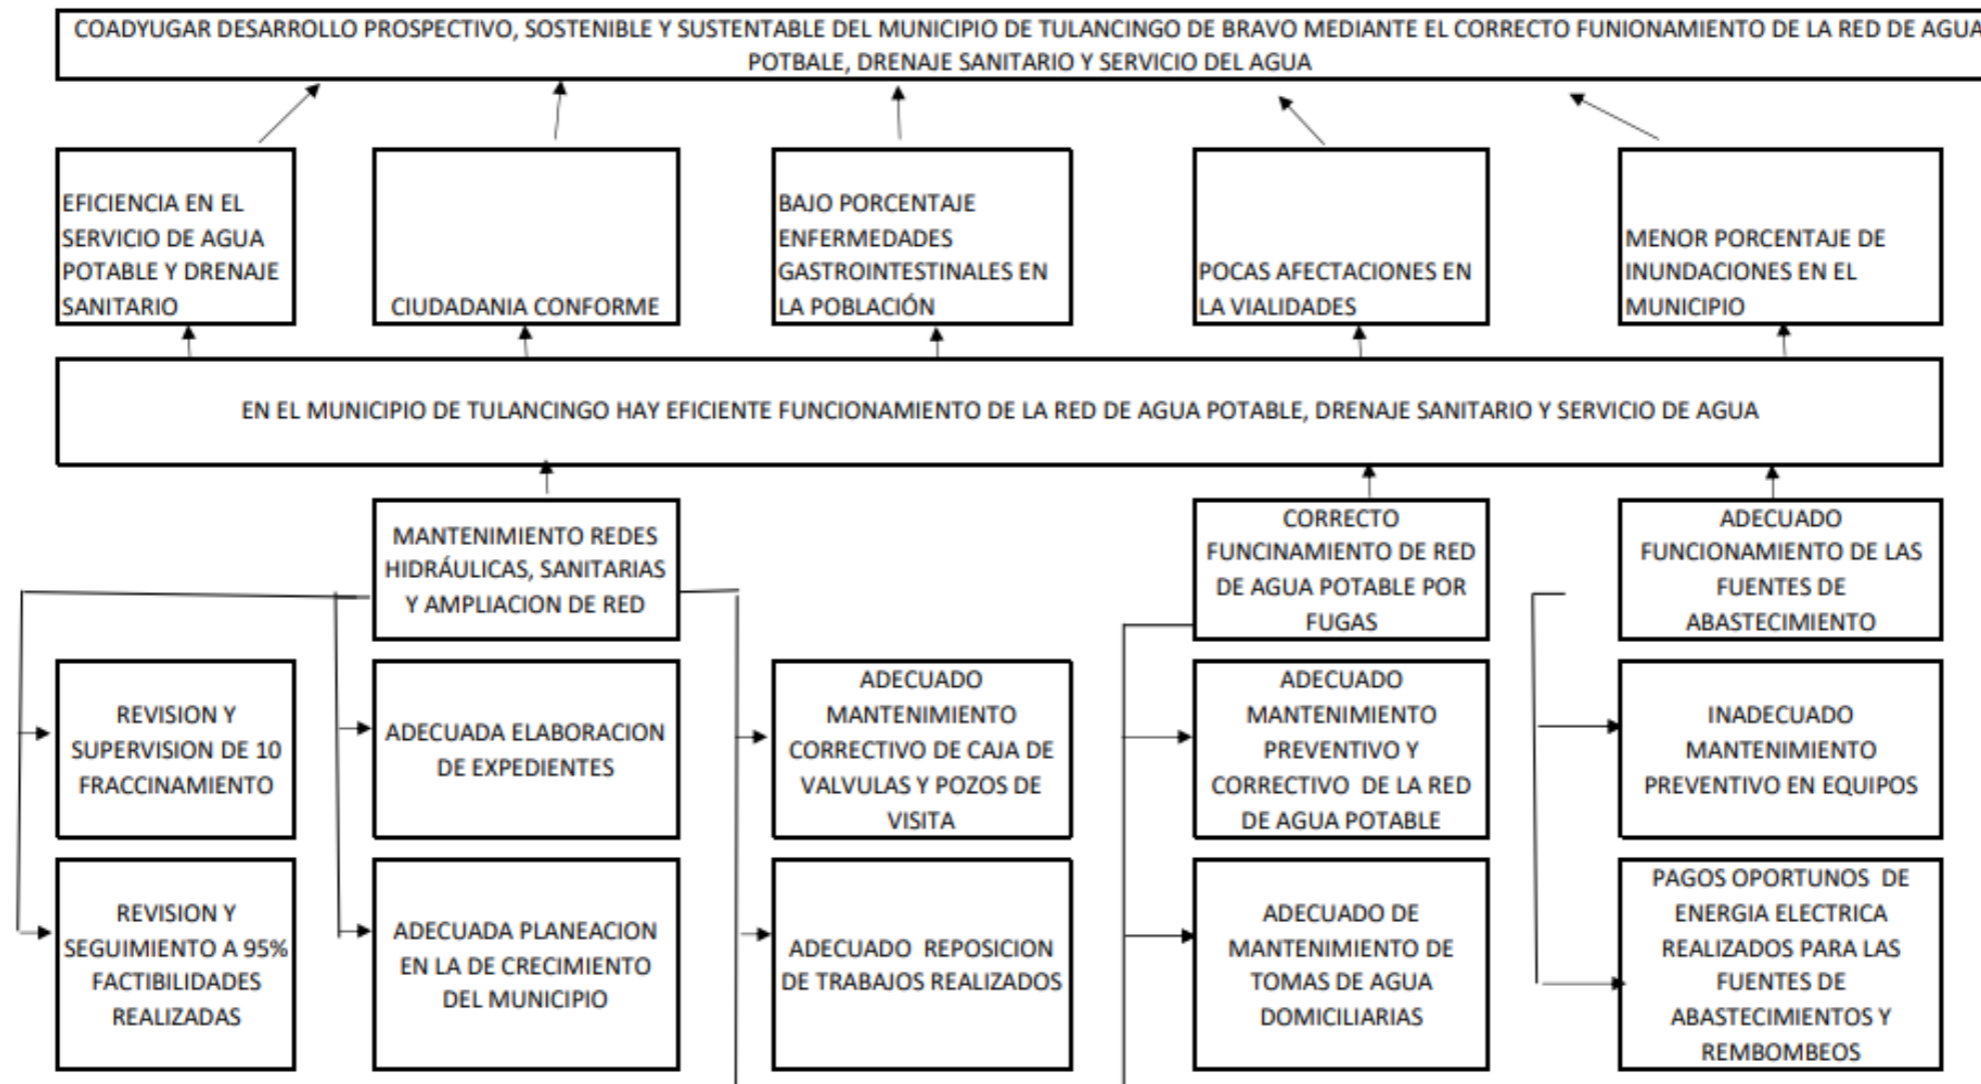 COADYUGAR DESARROLLO PROSPECTIVO, SOSTENIBLE Y SUSTENTABLE DEL MUNICIPIO DE TULANCINGO DE BRAVO MEDIANTE EL CORRECTO FUNIONAMIENTO DE LA RED DE AGUA
POTBALE, DRENAJE SANITARIO Y SERVICIO DEL AGUA
EFICIENCIA EN EL
SERVICIO DE AGUA
POTABLE Y DRENAJE
SANITARIO
CIUDADANIA CONFORME
BAJO PORCENTAJE
ENFERMEDADES
GASTROINTESTINALES EN
LA POBLACIÓN
POCAS AFECTACIONES EN
LA VIALIDADES
MENOR PORCENTAJE DE
INUNDACIONES EN EL
MUNICIPIO
EN EL MUNICIPIO DE TULANCINGO HAY EFICIENTE FUNCIONAMIENTO DE LA RED DE AGUA POTABLE, DRENAJE SANITARIO Y SERVICIO DE AGUA
MANTENIMIENTO REDES
HIDRÁULICAS, SANITARIAS
Y AMPLIACION DE RED
CORRECTO
FUNCINAMIENTO DE RED
DE AGUA POTABLE POR
FUGAS
ADECUADO
FUNCIONAMIENTO DE LAS
FUENTES DE
ABASTECIMIENTO
REVISION Y
SUPERVISION DE 10
FRACCINAMIENTO
ADECUADA ELABORACION
DE EXPEDIENTES
ADECUADO
MANTENIMIENTO
CORRECTIVO DE CAJA DE
VALVULAS Y POZOS DE
VISITA
ADECUADO
MANTENIMIENTO
PREVENTIVO Y
CORRECTIVO DE LA RED
DE AGUA POTABLE
INADECUADO
MANTENIMIENTO
PREVENTIVO EN EQUIPOS
REVISION Y
SEGUIMIENTO A 95%
FACTIBILIDADES
REALIZADAS
ADECUADA PLANEACION
EN LA DE CRECIMIENTO
DEL MUNICIPIO
ADECUADO REPOSICION
DE TRABAJOS REALIZADOS
ADECUADO DE
MANTENIMIENTO DE
TOMAS DE AGUA
DOMICILIARIAS
PAGOS OPORTUNOS DE
ENERGIA ELECTRICA
REALIZADOS PARA LAS
FUENTES DE
ABASTECIMIENTOS Y
REMBOMBEOS